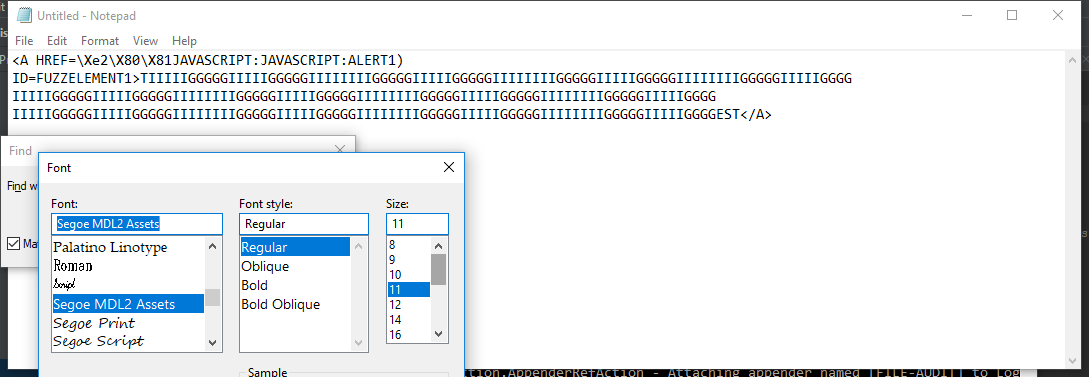 Untitled - Notepad
File Edit Format View Help
<A HREF=\Xe2\X80\X81JAVASCRIPT:JAVASCRIPT:ALERT1)
ID=FUZZELEMENT1>TIIIIIGGGGGIIIIIGGGGGIIIIIIIIGGGGGIIIIIGGGGGIIIIIIIIGGGGGIIIIIGGGGGIIIIIIIIGGGGGIIIIIGGGG
IIIIIGGGGGIIIIIGGGGGIIIIIIIIGGGGGIIIIIGGGGGIIIIIIIIGGGGGIIIIIGGGGGIIIIIIIIGGGGGIIIIIGGGG
IIIIIGGGGGIIIIIGGGGGIIIIIIIIGGGGGIIIIIGGGGGIIIIIIIIGGGGGIIIIIGGGGGIIIIIIIIGGGGGIIIIIGGGGEST</A>
Find
Find w
Ma
Font
Font: Font style: Size:
Segoe MDL2 Assets Regular 11
Palatino Linotype
Roman
Script
Segoe MDL2 Assets
Segoe Print
Segoe Script
Regular
Oblique
Bold
Bold Oblique
8
9
10
11
12
14
16
Sample
ction.AppenderRefAction - Attaching appender named [FILE-AUDIT] to Log